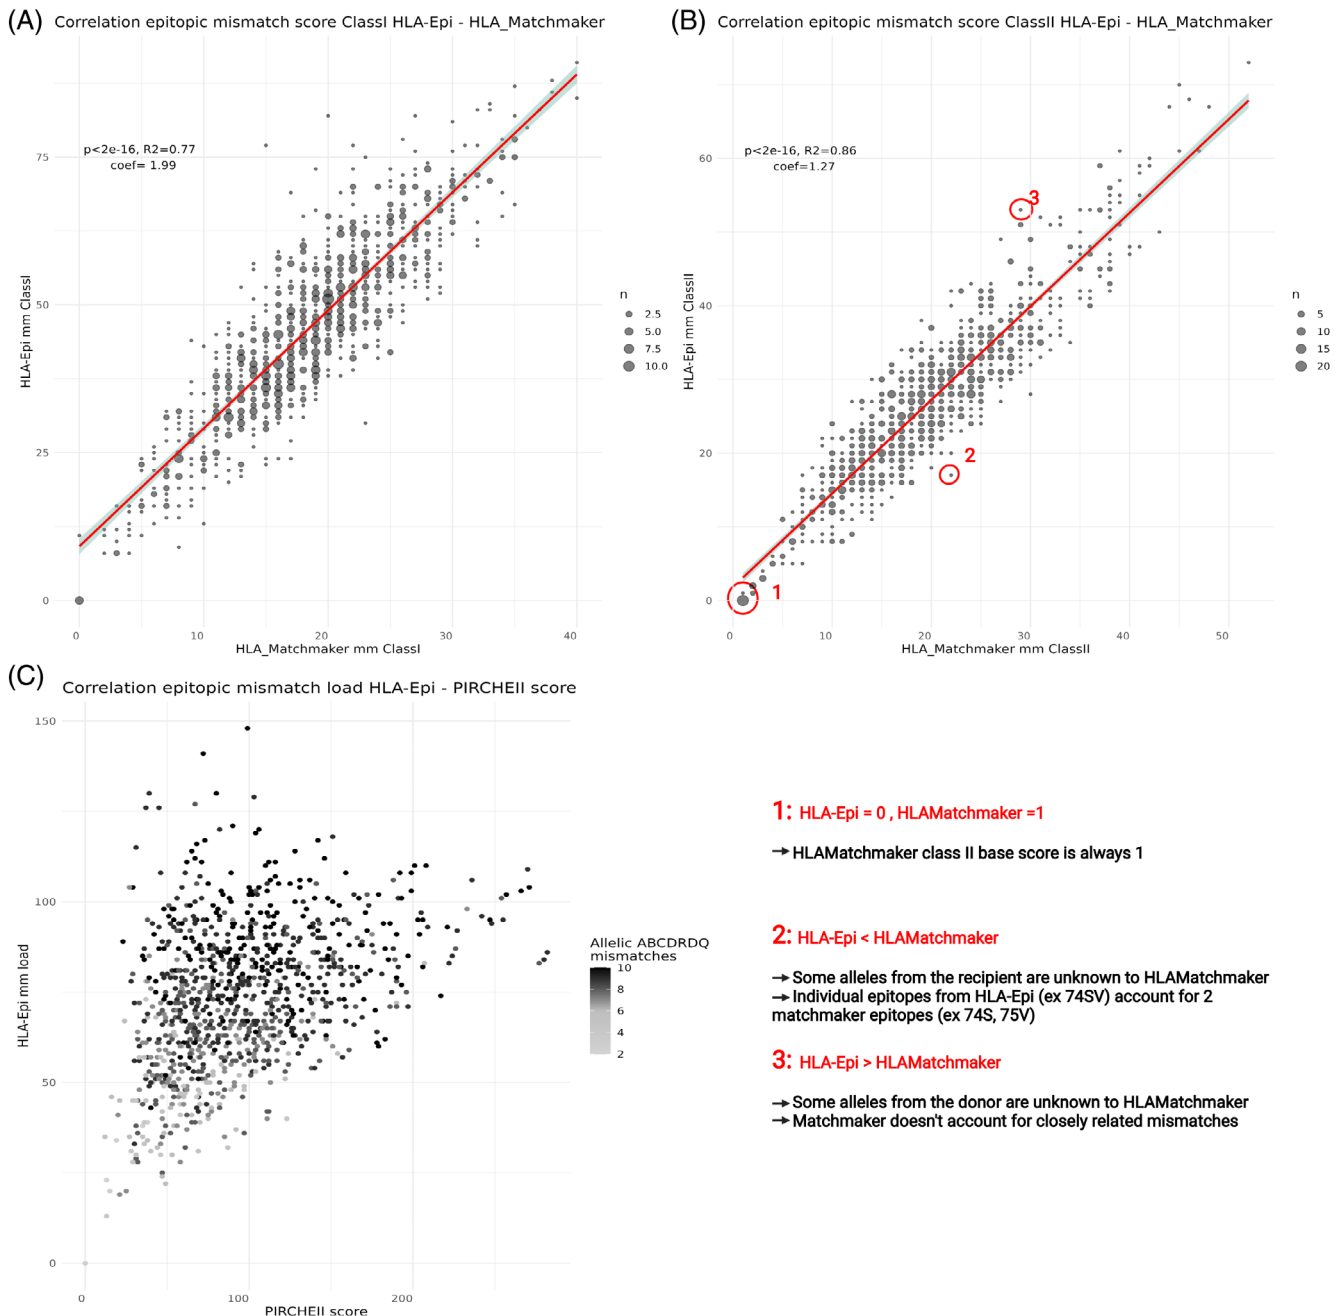 (A) Correlation epitopic mismatch score ClassI HLA-Epi - HLA_Matchmaker
p<2e-16, R2=0.77
coef= 1.99
HLA-Epi mm ClassI
75
50
25
0
0 10 20 30 40
HLA_Matchmaker mm ClassI
n
2.5
5.0
7.5
10.0
(B) Correlation epitopic mismatch score ClassII HLA-Epi - HLA_Matchmaker
p<2e-16, R2=0.86
coef=1.27
3
2
1
HLA-Epi mm ClassII
60
40
20
0
0 10 20 30 40 50
HLA_Matchmaker mm ClassII
n
5
10
15
20
(C) Correlation epitopic mismatch load HLA-Epi - PIRCHEII score
HLA-Epi mm load
150
100
50
0
0 100 200
PIRCHEII score
Allelic ABCDRDQ
mismatches
10
8
6
4
2
1: HLA-Epi = 0 , HLAMatchmaker =1
→ HLAMatchmaker class II base score is always 1
2: HLA-Epi < HLAMatchmaker
→ Some alleles from the recipient are unknown to HLAMatchmaker
→ Individual epitopes from HLA-Epi (ex 74SV) account for 2
matchmaker epitopes (ex 74S, 75V)
3: HLA-Epi > HLAMatchmaker
→ Some alleles from the donor are unknown to HLAMatchmaker
→ Matchmaker doesn't account for closely related mismatches